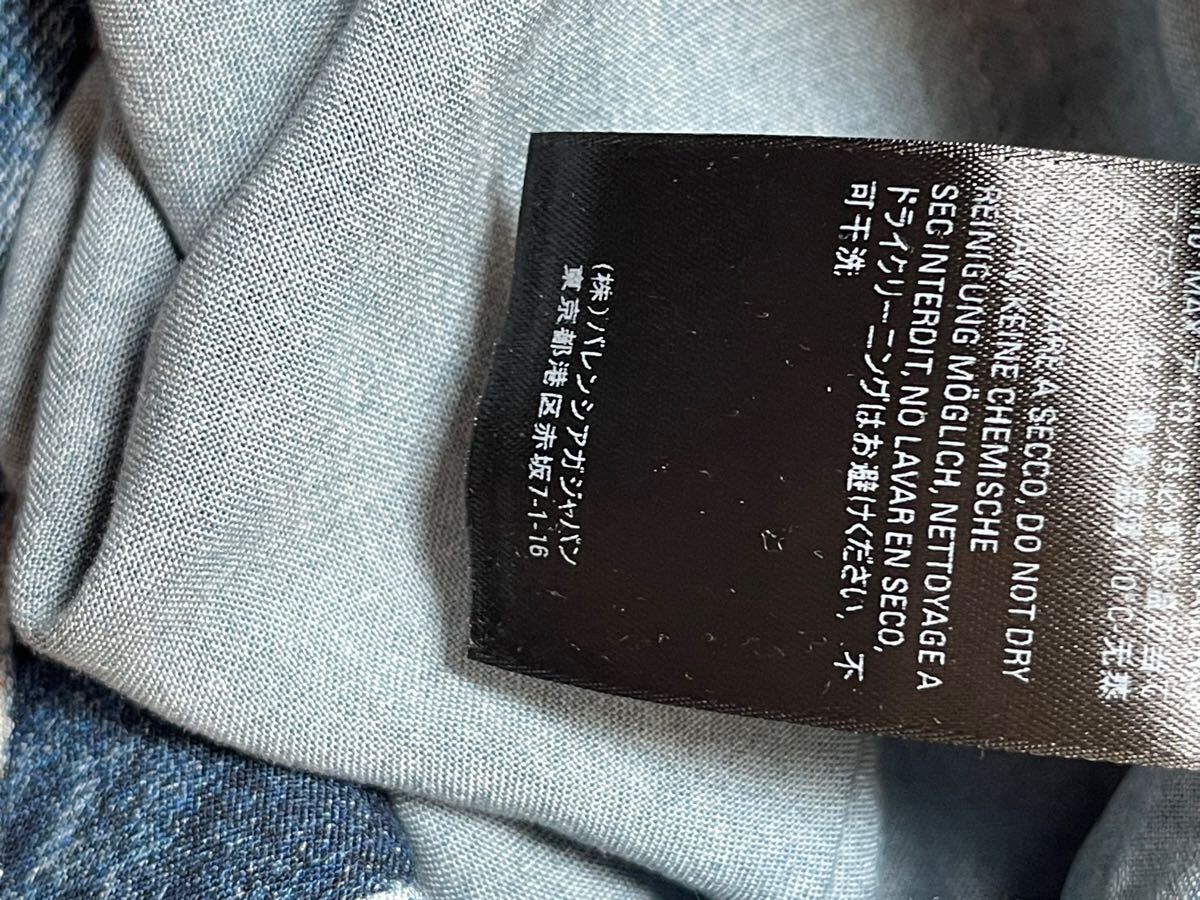 A SECCO, DO NOT DRY
KEINE CHEMISCHE
REINIGUNG MÖGLICH, NETTOYAGE A
SEC INTERDIT, NO LAVAR EN SECO,
ドライクリーニングはお避けください, 不
可干洗
(株)バレンシアガジャパン
東京都港区赤坂7-1-16